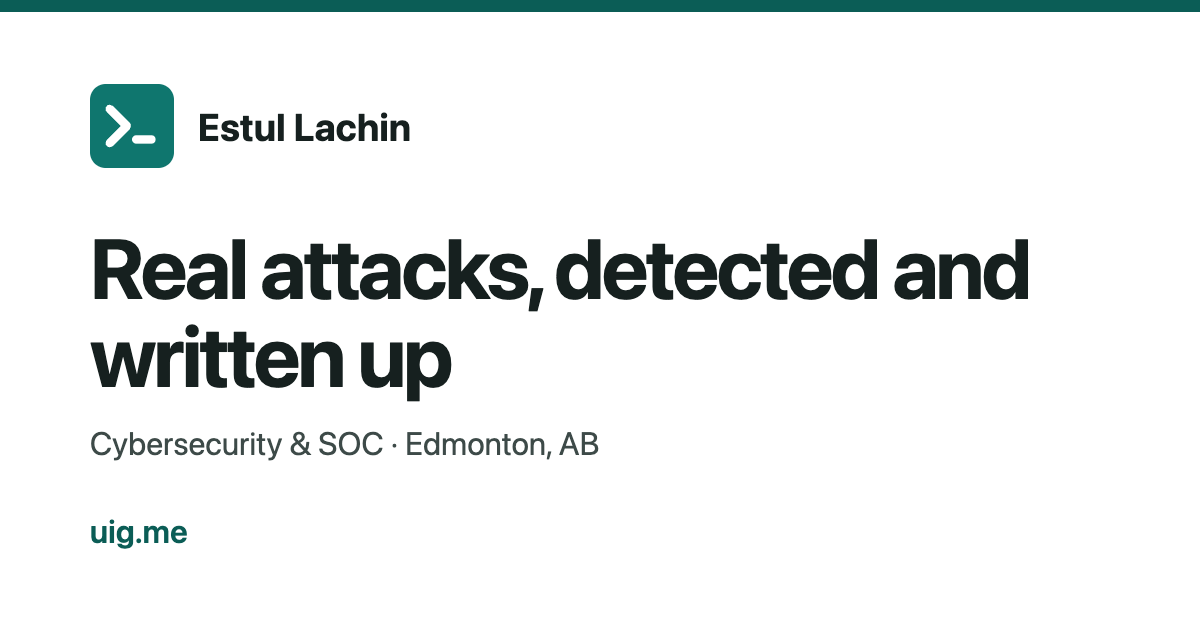 Estul Lachin
Real attacks, detected and
written up
Cybersecurity & SOC · Edmonton, AB
uig.me